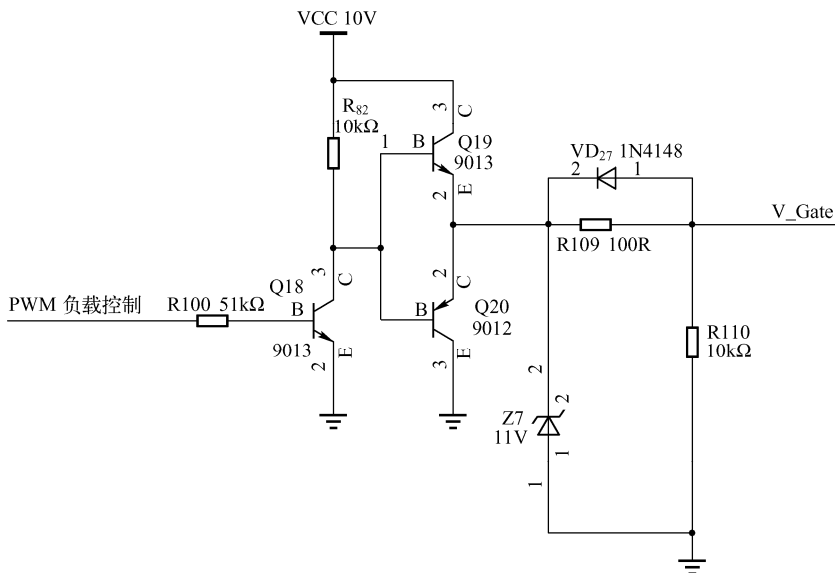 VCC 10V
R82
10kΩ
3
C
1
B
Q19
9013
2
E
VD27 1N4148
2
1
V_Gate
R109 100R
3
C
Q18
PWM 负载控制
R100 51kΩ
B
9013
2
E
2
C
B
Q20
9012
3
E
R110
10kΩ
2
2
Z7
11V
1
1